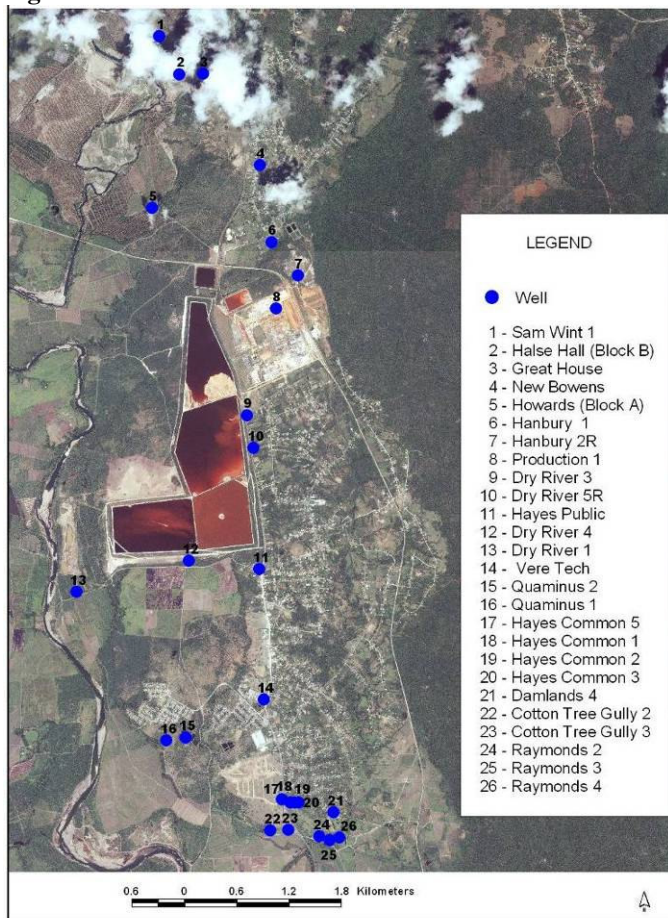 1
2 3
4
5
6
7
8
9
10
11
12
13
14
15
16
17 18 19
20
21
22 23
24 26
25
LEGEND
Well
1 - Sam Wint 1
2 - Halse Hall (Block B)
3 - Great House
4 - New Bowens
5 - Howards (Block A)
6 - Hanbury 1
7 - Hanbury 2R
8 - Production 1
9 - Dry River 3
10 - Dry River 5R
11 - Hayes Public
12 - Dry River 4
13 - Dry River 1
14 - Vere Tech
15 - Quaminus 2
16 - Quaminus 1
17 - Hayes Common 5
18 - Hayes Common 1
19 - Hayes Common 2
20 - Hayes Common 3
21 - Damlands 4
22 - Cotton Tree Gully 2
23 - Cotton Tree Gully 3
24 - Raymonds 2
25 - Raymonds 3
26 - Raymonds 4
0.6 0 0.6 1.2 1.8 Kilometers